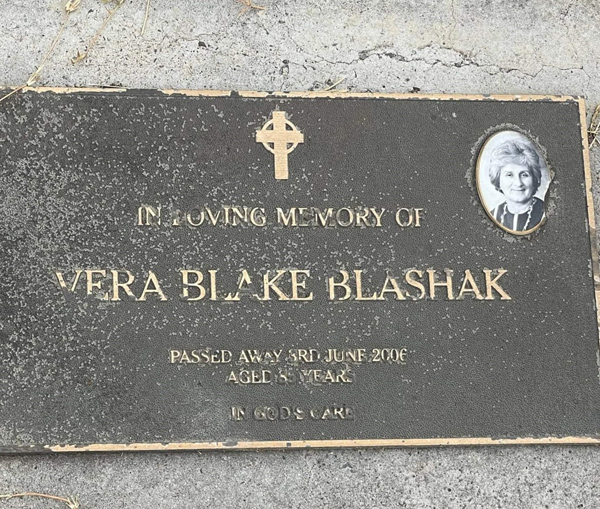 IN LOVING MEMORY OF
VERA BLAKE BLASHAK
PASSED AWAY 3RD JUNE 2006
AGED YEARS
IN GOD'S CARE